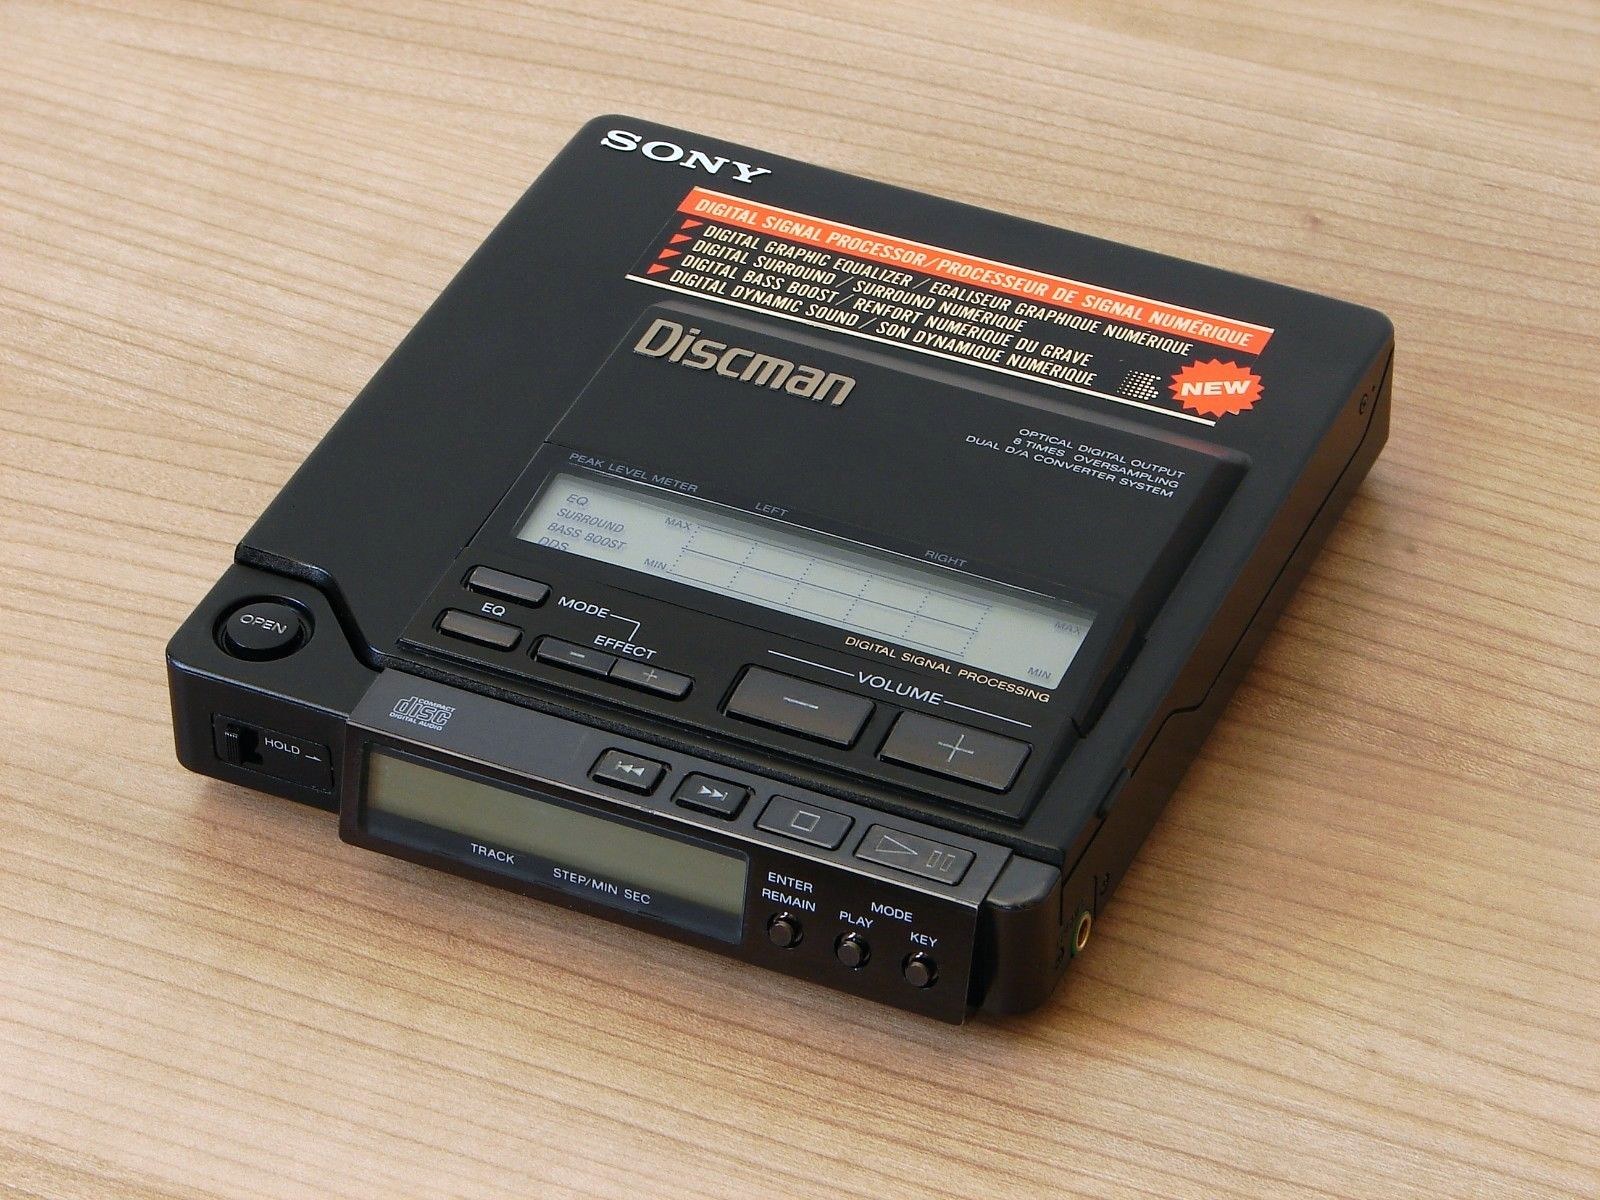 SONY
DIGITAL SIGNAL PROCESSOR/PROCESSEUR DE SIGNAL NUMÉRIQUE
DIGITAL GRAPHIC EQUALIZER / EGALISEUR GRAPHIQUE NUMÉRIQUE
DIGITAL SURROUND / SURROUND NUMERIQUE
DIGITAL BASS BOOST / RENFORT NUMERIQUE DU GRAVE
DIGITAL DYNAMIC SOUND / SON DYNAMIQUE NUMERIQUE
NEW
Discman
OPTICAL DIGITAL OUTPUT
8 TIMES OVERSAMPLING
DUAL D/A CONVERTER SYSTEM
PEAK LEVEL METER
LEFT
RIGHT
EQ
SURROUND
BASS BOOST
DDS
MAX
MIN
MAX
MIN
DIGITAL SIGNAL PROCESSING
EQ
MODE
EFFECT
− +
VOLUME
− +
OPEN
HOLD
COMPACT
disc
DIGITAL AUDIO
TRACK
STEP/MIN SEC
ENTER
REMAIN
MODE
PLAY
KEY